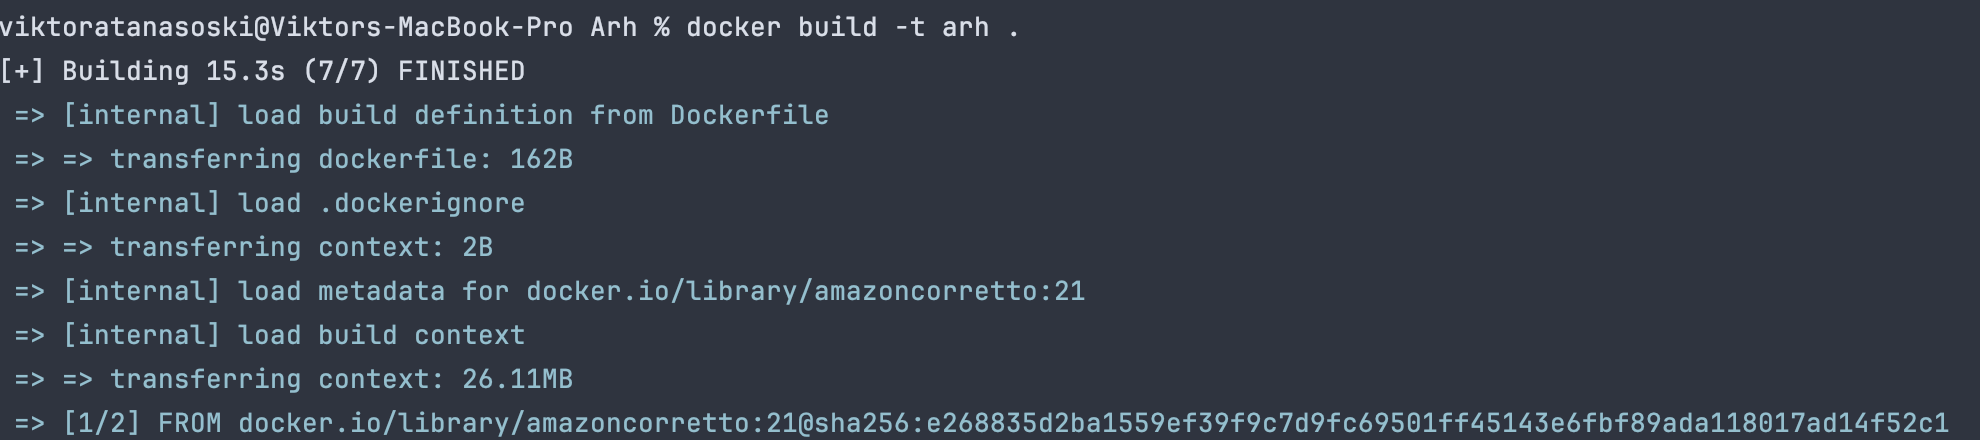 viktoratanasoski@Viktors-MacBook-Pro Arh % docker build -t arh .
[+] Building 15.3s (7/7) FINISHED
=> [internal] load build definition from Dockerfile
=> => transferring dockerfile: 162B
=> [internal] load .dockerignore
=> => transferring context: 2B
=> [internal] load metadata for docker.io/library/amazoncorretto:21
=> [internal] load build context
=> => transferring context: 26.11MB
=> [1/2] FROM docker.io/library/amazoncorretto:21@sha256:e268835d2ba1559ef39f9c7d9fc69501ff45143e6fbf89ada118017ad14f52c1